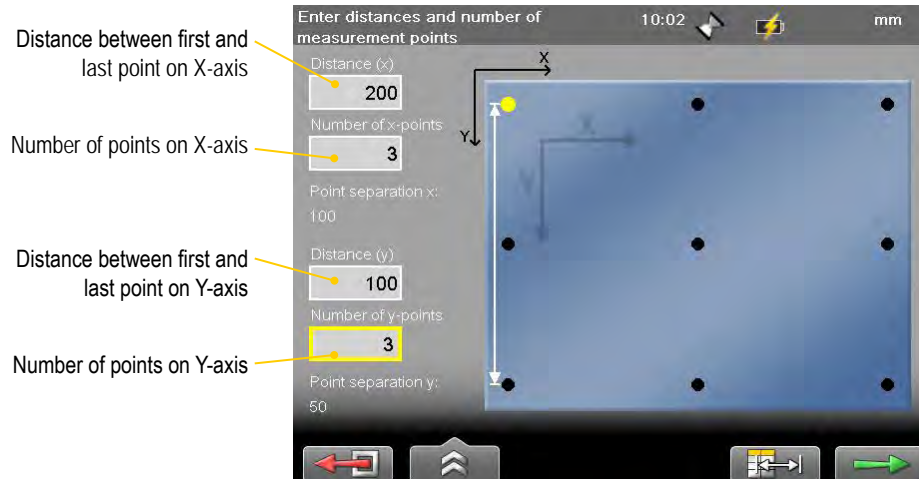 Enter distances and number of
measurement points
10:02
mm
Distance between first and
last point on X-axis
Distance (x)
200
Number of points on X-axis
Number of x-points
3
Point separation x:
100
Distance between first and
last point on Y-axis
Distance (y)
100
Number of points on Y-axis
Number of y-points
3
Point separation y:
50
X
Y
X
Y